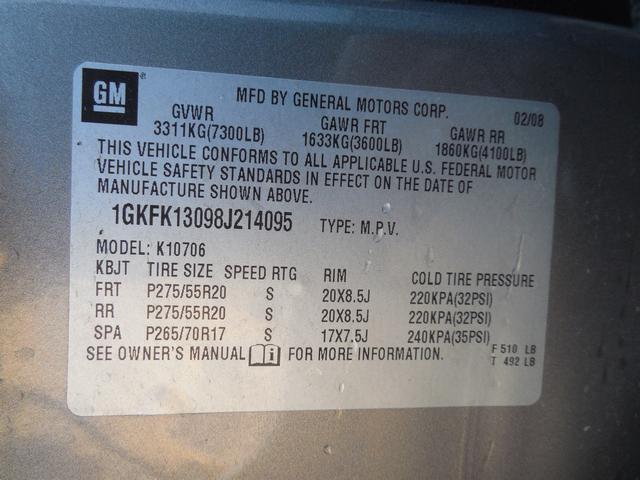 GM
MFD BY GENERAL MOTORS CORP. 02/08
GVWR GAWR FRT GAWR RR
3311KG(7300LB) 1633KG(3600LB) 1860KG(4100LB)
THIS VEHICLE CONFORMS TO ALL APPLICABLE U.S. FEDERAL MOTOR
VEHICLE SAFETY STANDARDS IN EFFECT ON THE DATE OF
MANUFACTURE SHOWN ABOVE.
1GKFK13098J214095 TYPE: M.P.V.
MODEL: K10706
KBJT TIRE SIZE SPEED RTG RIM COLD TIRE PRESSURE
FRT P275/55R20 S 20X8.5J 220KPA(32PSI)
RR P275/55R20 S 20X8.5J 220KPA(32PSI)
SPA P265/70R17 S 17X7.5J 240KPA(35PSI)
SEE OWNER'S MANUAL FOR MORE INFORMATION. F 510 LB
T 492 LB